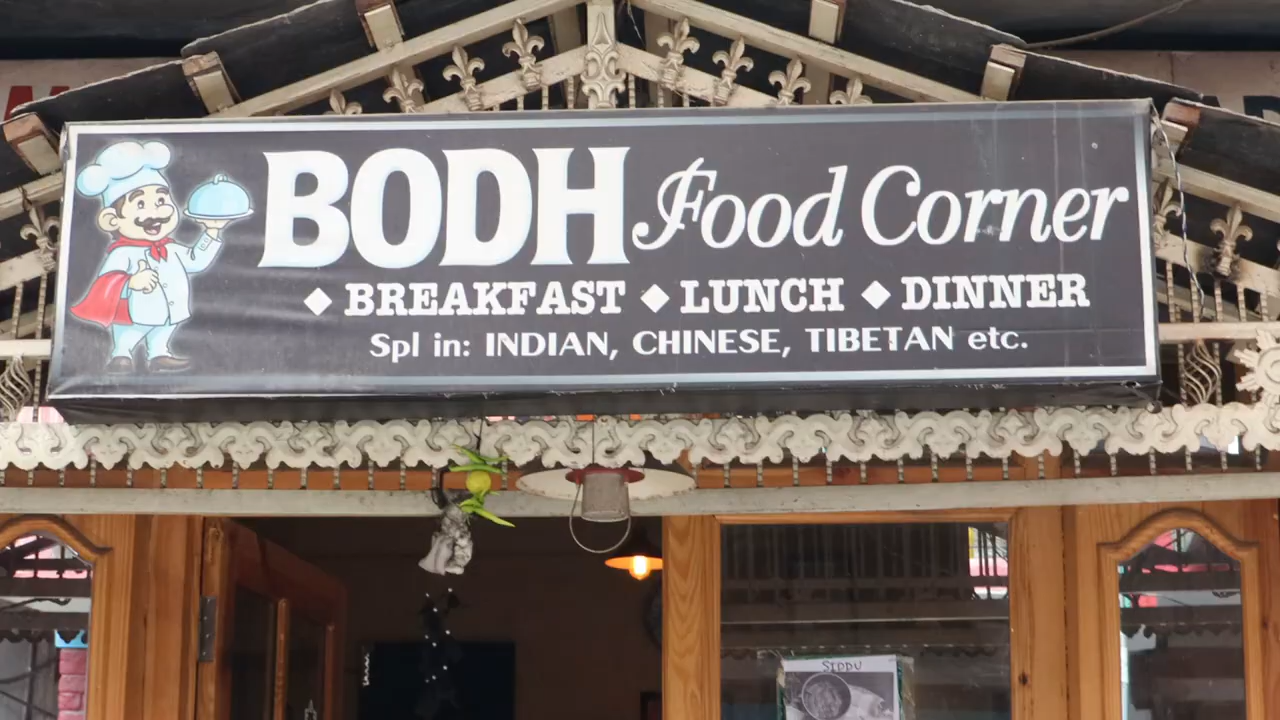 BODH Food Corner
◆ BREAKFAST ◆ LUNCH ◆ DINNER
Spl in: INDIAN, CHINESE, TIBETAN etc.
SIDDU